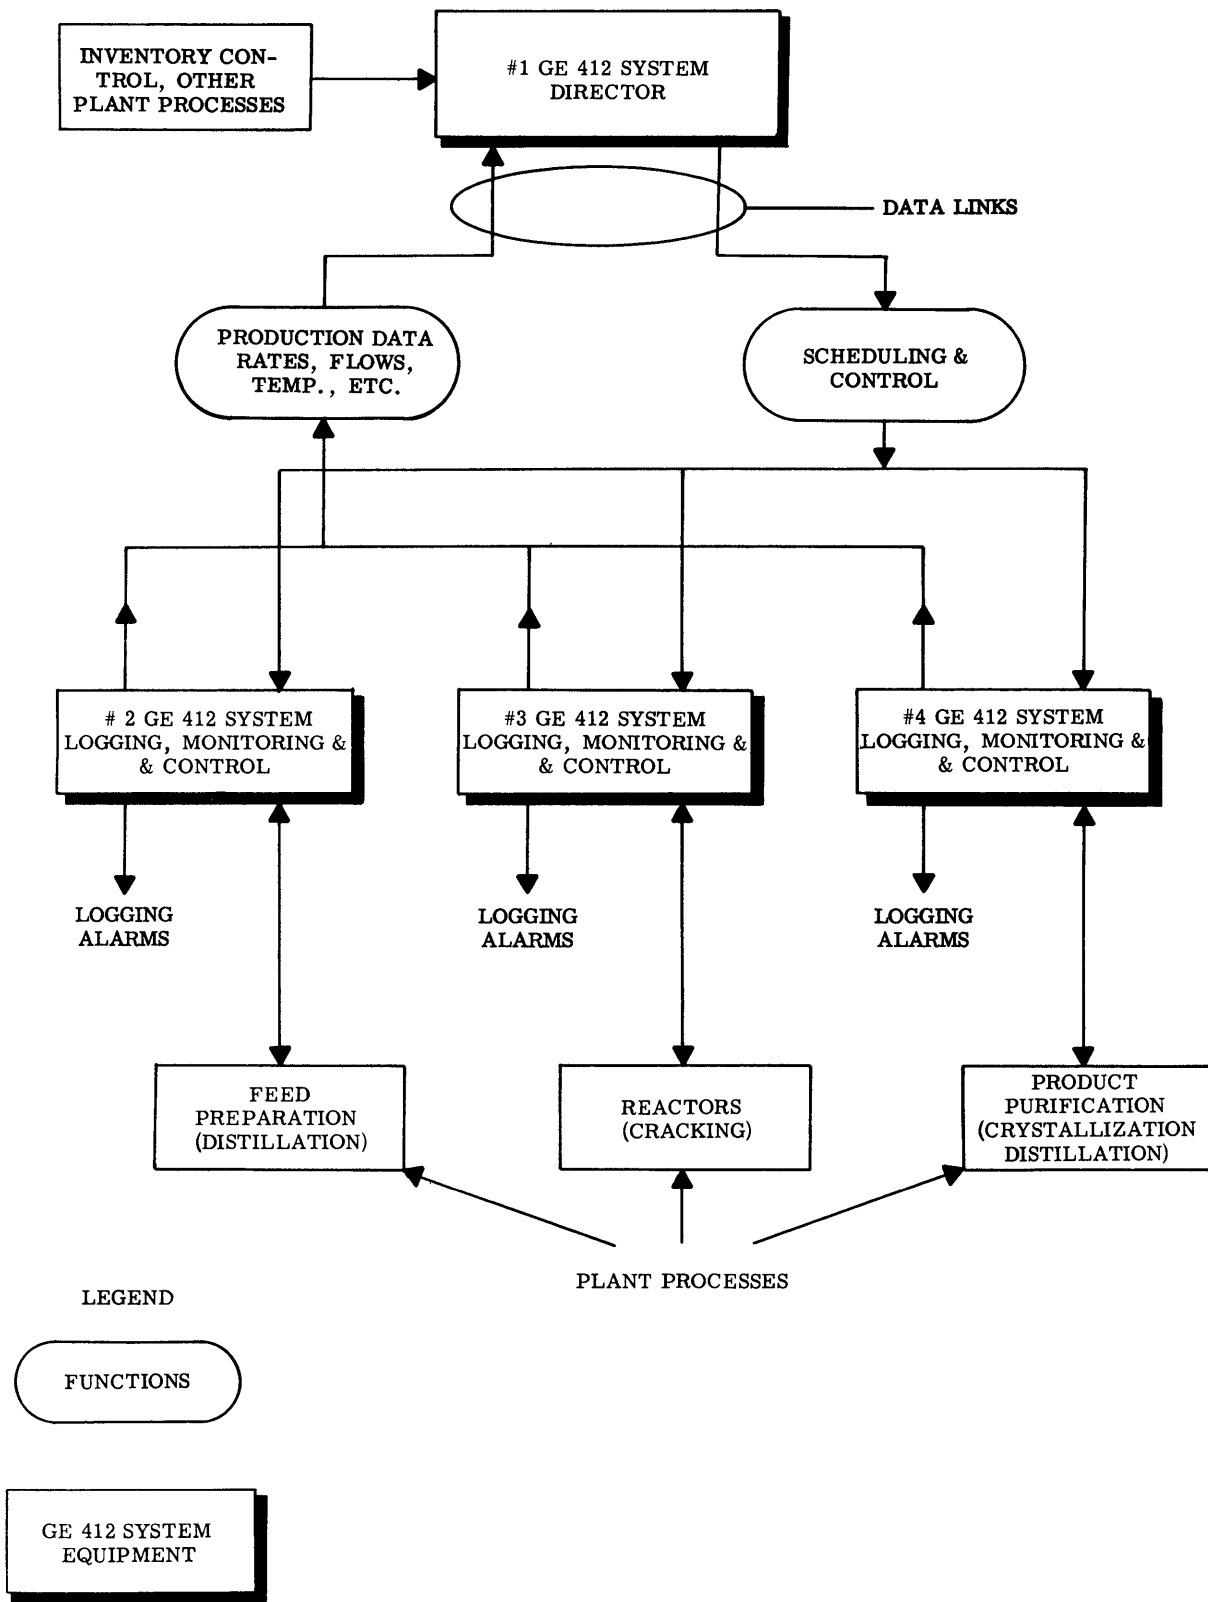 INVENTORY CON-
TROL, OTHER
PLANT PROCESSES
#1 GE 412 SYSTEM
DIRECTOR
DATA LINKS
PRODUCTION DATA
RATES, FLOWS,
TEMP., ETC.
SCHEDULING &
CONTROL
# 2 GE 412 SYSTEM
LOGGING, MONITORING &
& CONTROL
#3 GE 412 SYSTEM
LOGGING, MONITORING &
& CONTROL
#4 GE 412 SYSTEM
LOGGING, MONITORING &
& CONTROL
LOGGING
ALARMS
LOGGING
ALARMS
LOGGING
ALARMS
FEED
PREPARATION
(DISTILLATION)
REACTORS
(CRACKING)
PRODUCT
PURIFICATION
(CRYSTALLIZATION
DISTILLATION)
PLANT PROCESSES
LEGEND
FUNCTIONS
GE 412 SYSTEM
EQUIPMENT